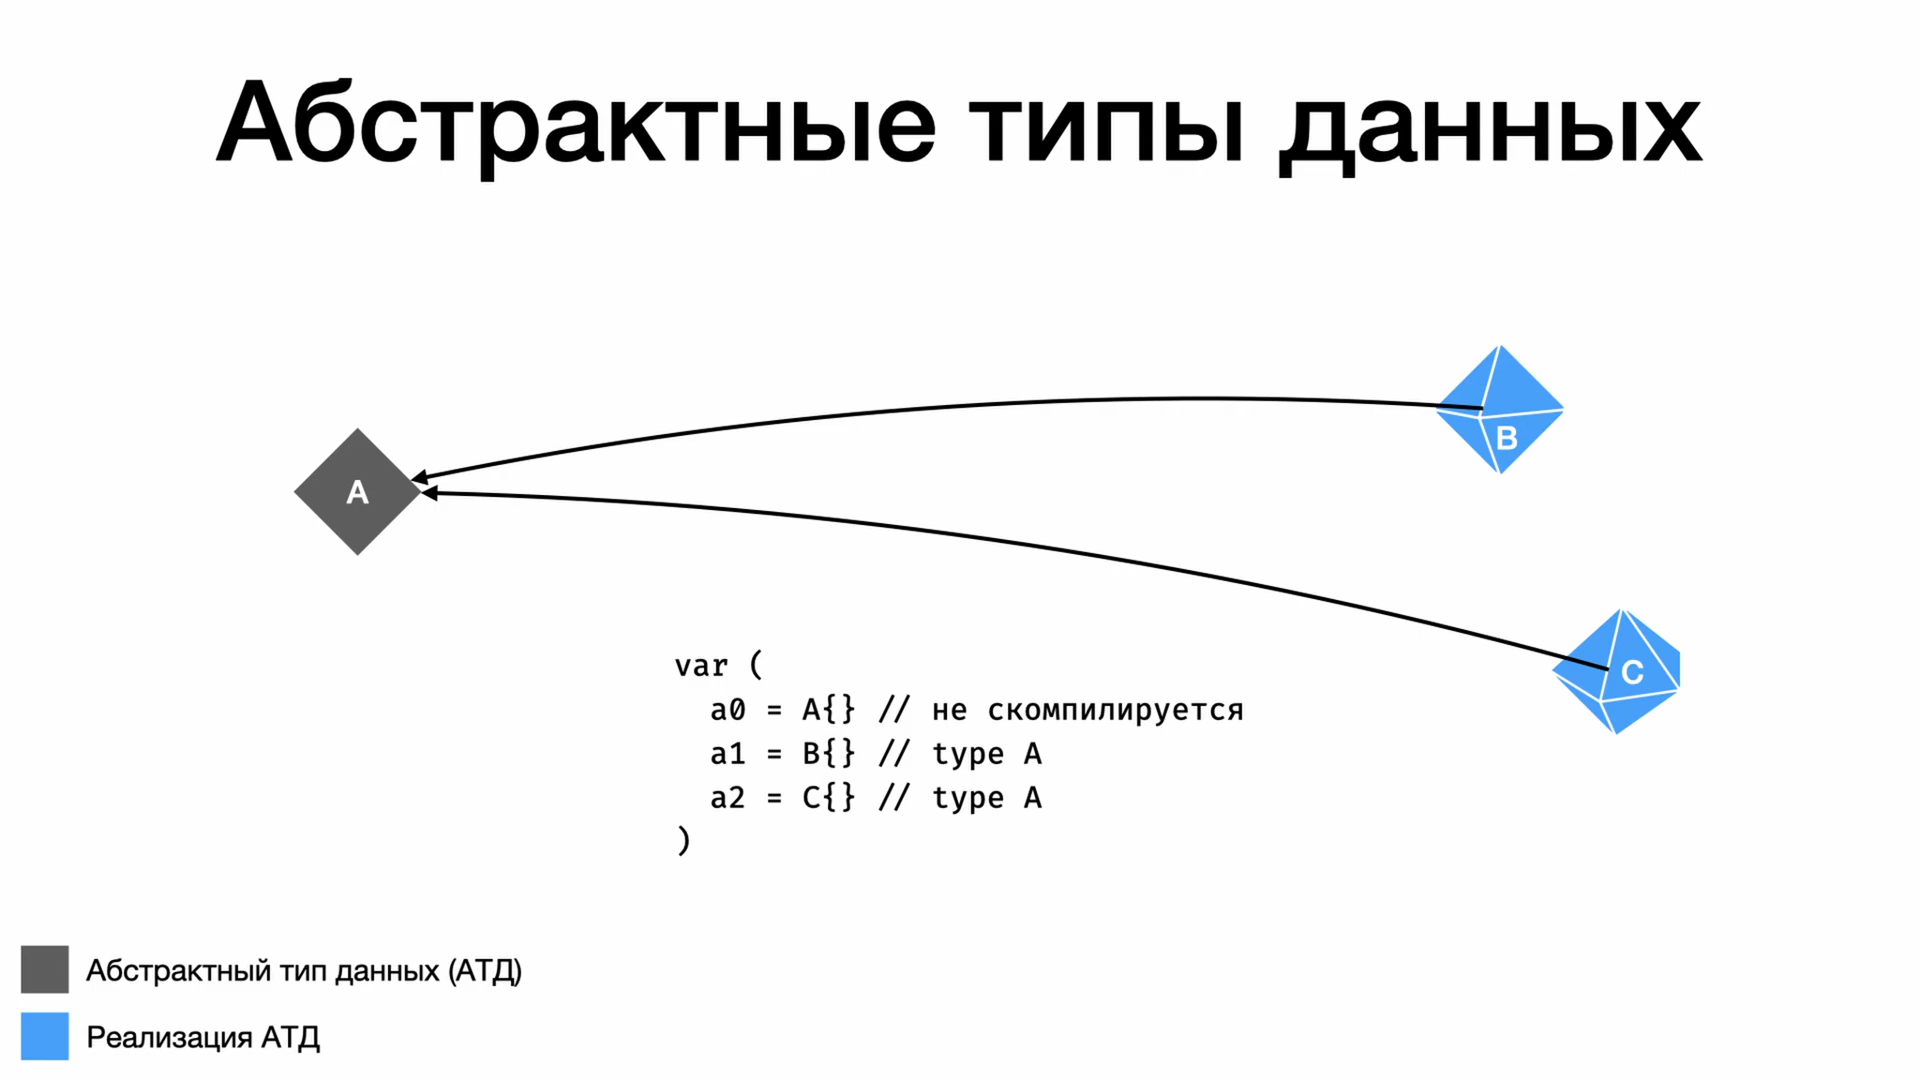 Абстрактные типы данных
B
A
C
var (
  a0 = A{} // не скомпилируется
  a1 = B{} // type A
  a2 = C{} // type A
)
Абстрактный тип данных (АТД)
Реализация АТД